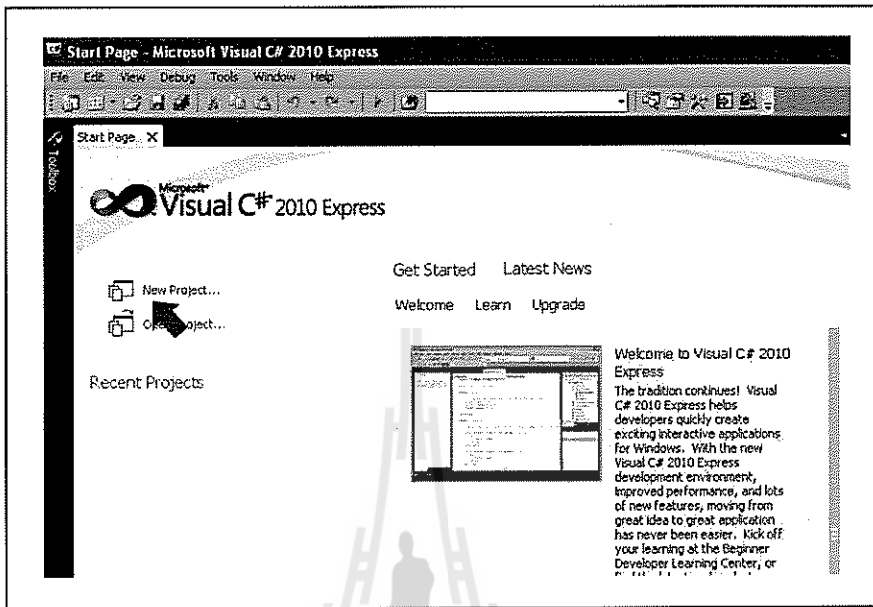 Start Page - Microsoft Visual C# 2010 Express
File Edit View Debug Tools Window Help
Start Page X
Toolbox
Microsoft
Visual C# 2010 Express
Get Started Latest News
New Project...
Welcome Learn Upgrade
Recent Projects
Welcome to Visual C# 2010
Express
The tradition continues! Visual
C# 2010 Express helps
developers quickly create
exciting interactive applications
for Windows. With the new
Visual C# 2010 Express
development environment,
improved performance, and lots
of new features, moving from
great idea to great application
has never been easier. Kick off
your learning at the Beginner
Developer Learning Center, or